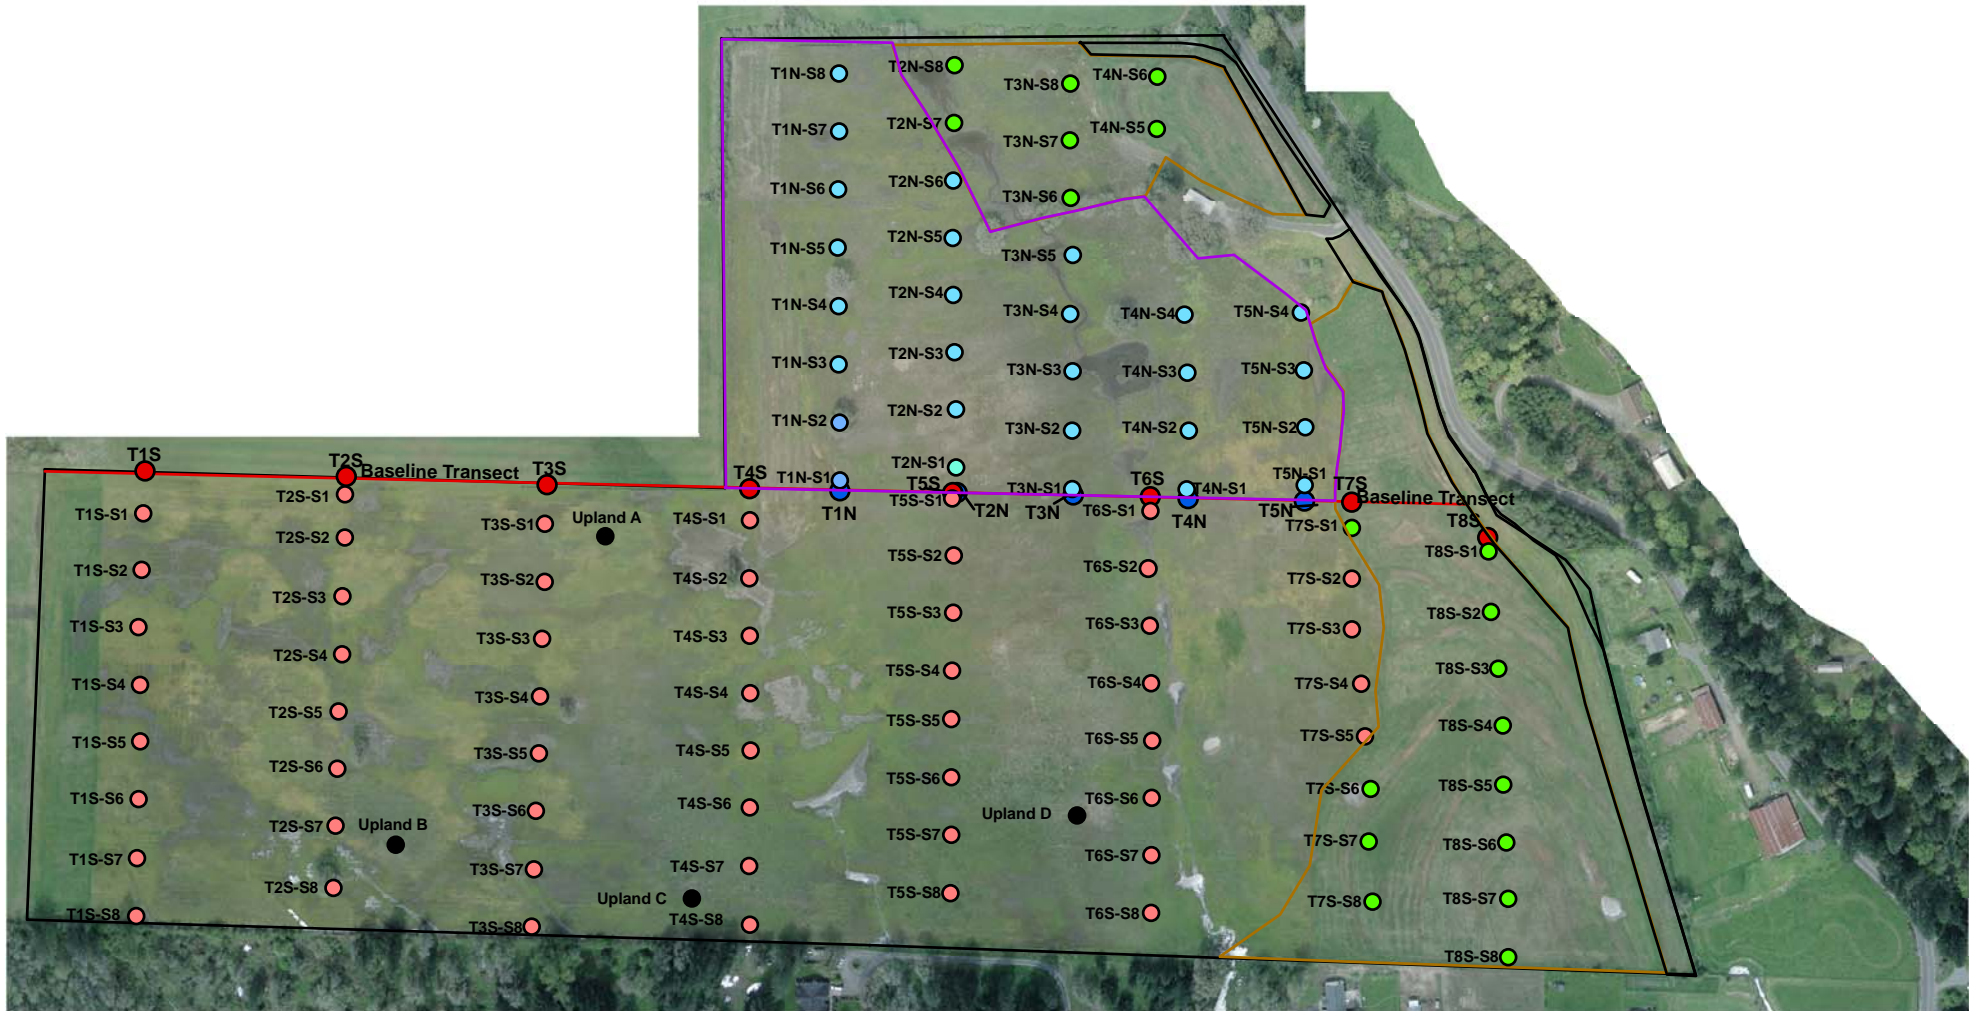 T1N-S8
T2N-S8
T3N-S8
T4N-S6
T1N-S7
T2N-S7
T3N-S7
T4N-S5
T1N-S6
T2N-S6
T3N-S6
T1N-S5
T2N-S5
T3N-S5
T1N-S4
T2N-S4
T3N-S4
T4N-S4
T5N-S4
T1N-S3
T2N-S3
T3N-S3
T4N-S3
T5N-S3
T1N-S2
T2N-S2
T3N-S2
T4N-S2
T5N-S2
T1S
T2S
Baseline Transect
T3S
T4S
T1N-S1
T2N-S1
T5S
T3N-S1
T6S
T4N-S1
T5N-S1
T7S
Baseline Transect
T1N
T2N
T3N
T4N
T5N
T8S
T1S-S1
T2S-S1
T3S-S1
Upland A
T4S-S1
T5S-S1
T6S-S1
T7S-S1
T8S-S1
T1S-S2
T2S-S2
T3S-S2
T4S-S2
T5S-S2
T6S-S2
T7S-S2
T8S-S2
T1S-S3
T2S-S3
T3S-S3
T4S-S3
T5S-S3
T6S-S3
T7S-S3
T8S-S3
T1S-S4
T2S-S4
T3S-S4
T4S-S4
T5S-S4
T6S-S4
T7S-S4
T8S-S4
T1S-S5
T2S-S5
T3S-S5
T4S-S5
T5S-S5
T6S-S5
T7S-S5
T8S-S5
T1S-S6
T2S-S6
T3S-S6
T4S-S6
T5S-S6
T6S-S6
T7S-S6
T8S-S6
Upland B
Upland D
T1S-S7
T2S-S7
T3S-S7
T4S-S7
T5S-S7
T6S-S7
T7S-S7
T8S-S7
Upland C
T1S-S8
T2S-S8
T3S-S8
T4S-S8
T5S-S8
T6S-S8
T7S-S8
T8S-S8